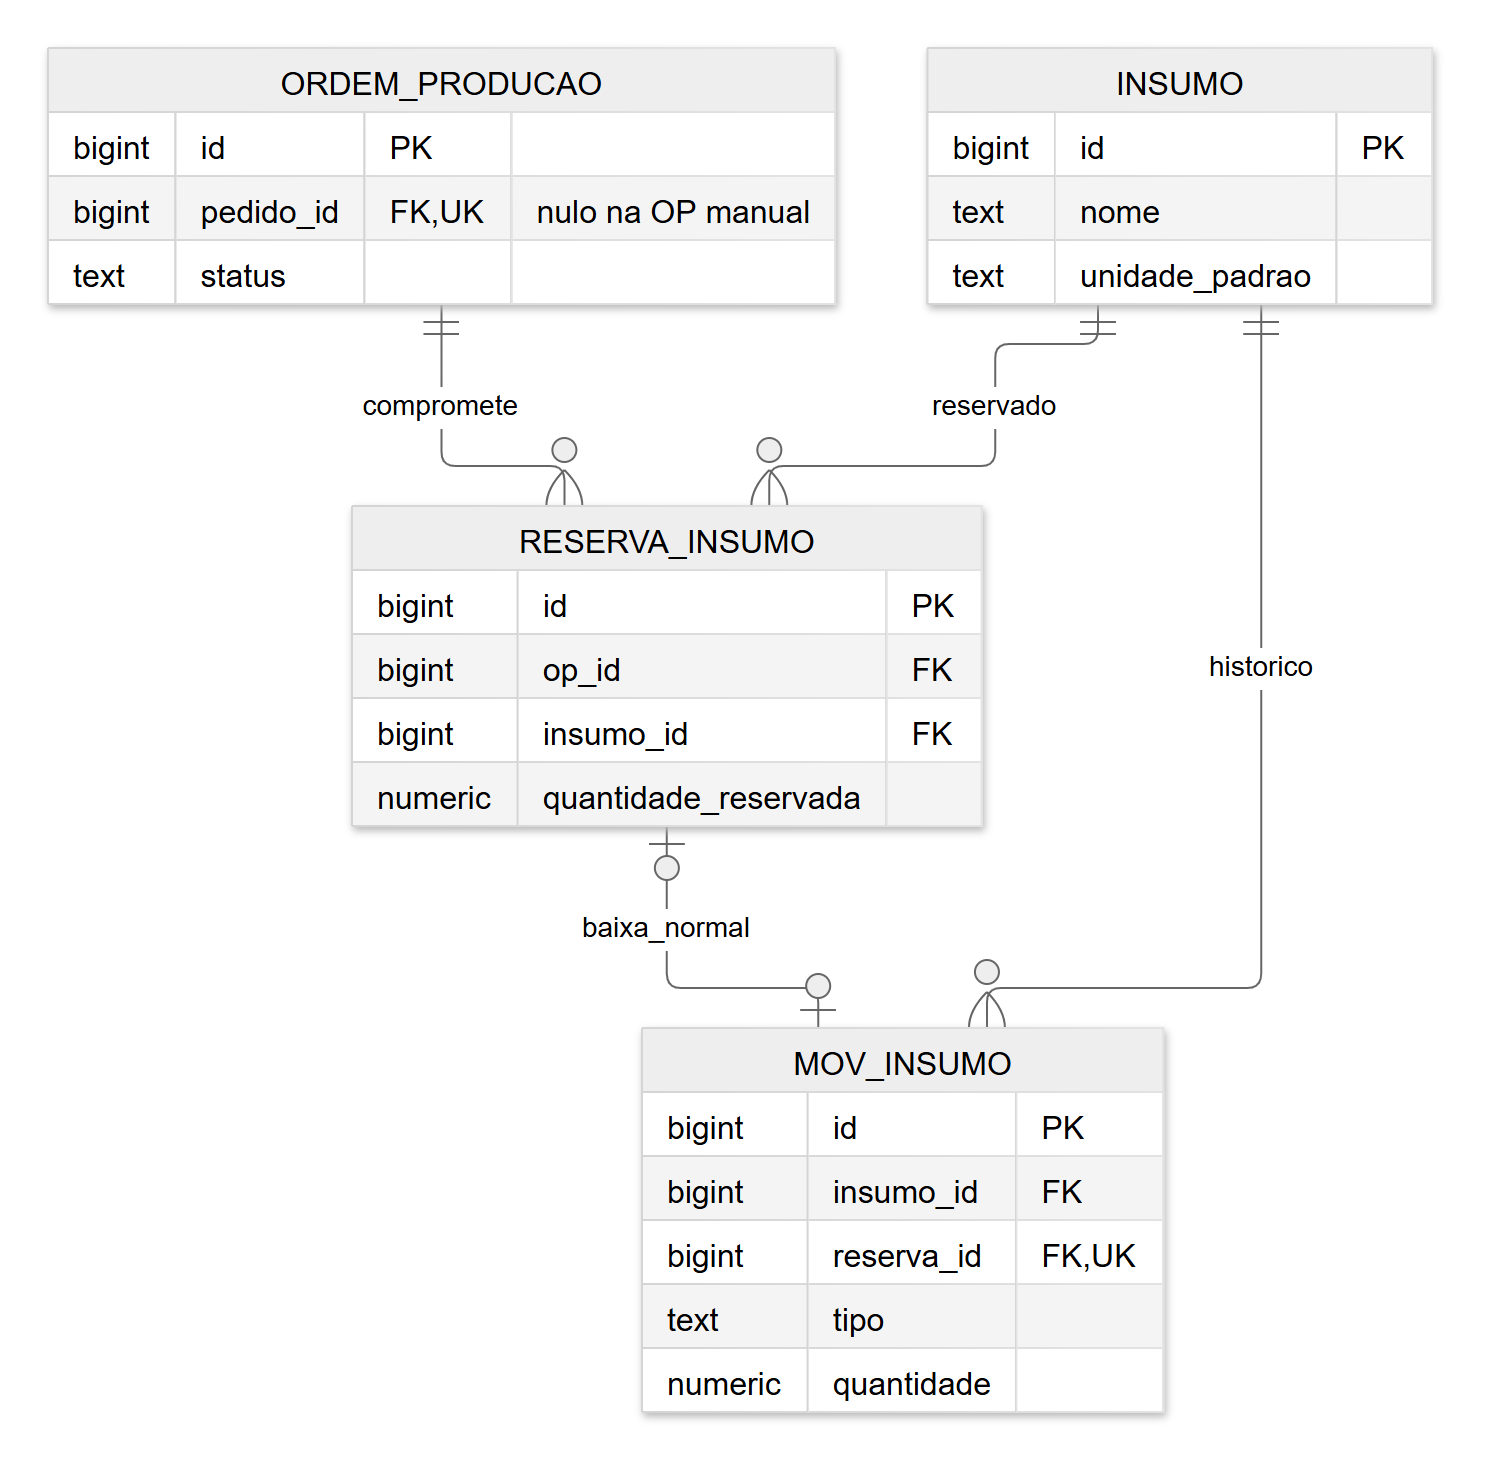 ORDEM_PRODUCAO
bigint id PK
bigint pedido_id FK,UK nulo na OP manual
text status
INSUMO
bigint id PK
text nome
text unidade_padrao
compromete
reservado
RESERVA_INSUMO
bigint id PK
bigint op_id FK
bigint insumo_id FK
numeric quantidade_reservada
historico
baixa_normal
MOV_INSUMO
bigint id PK
bigint insumo_id FK
bigint reserva_id FK,UK
text tipo
numeric quantidade